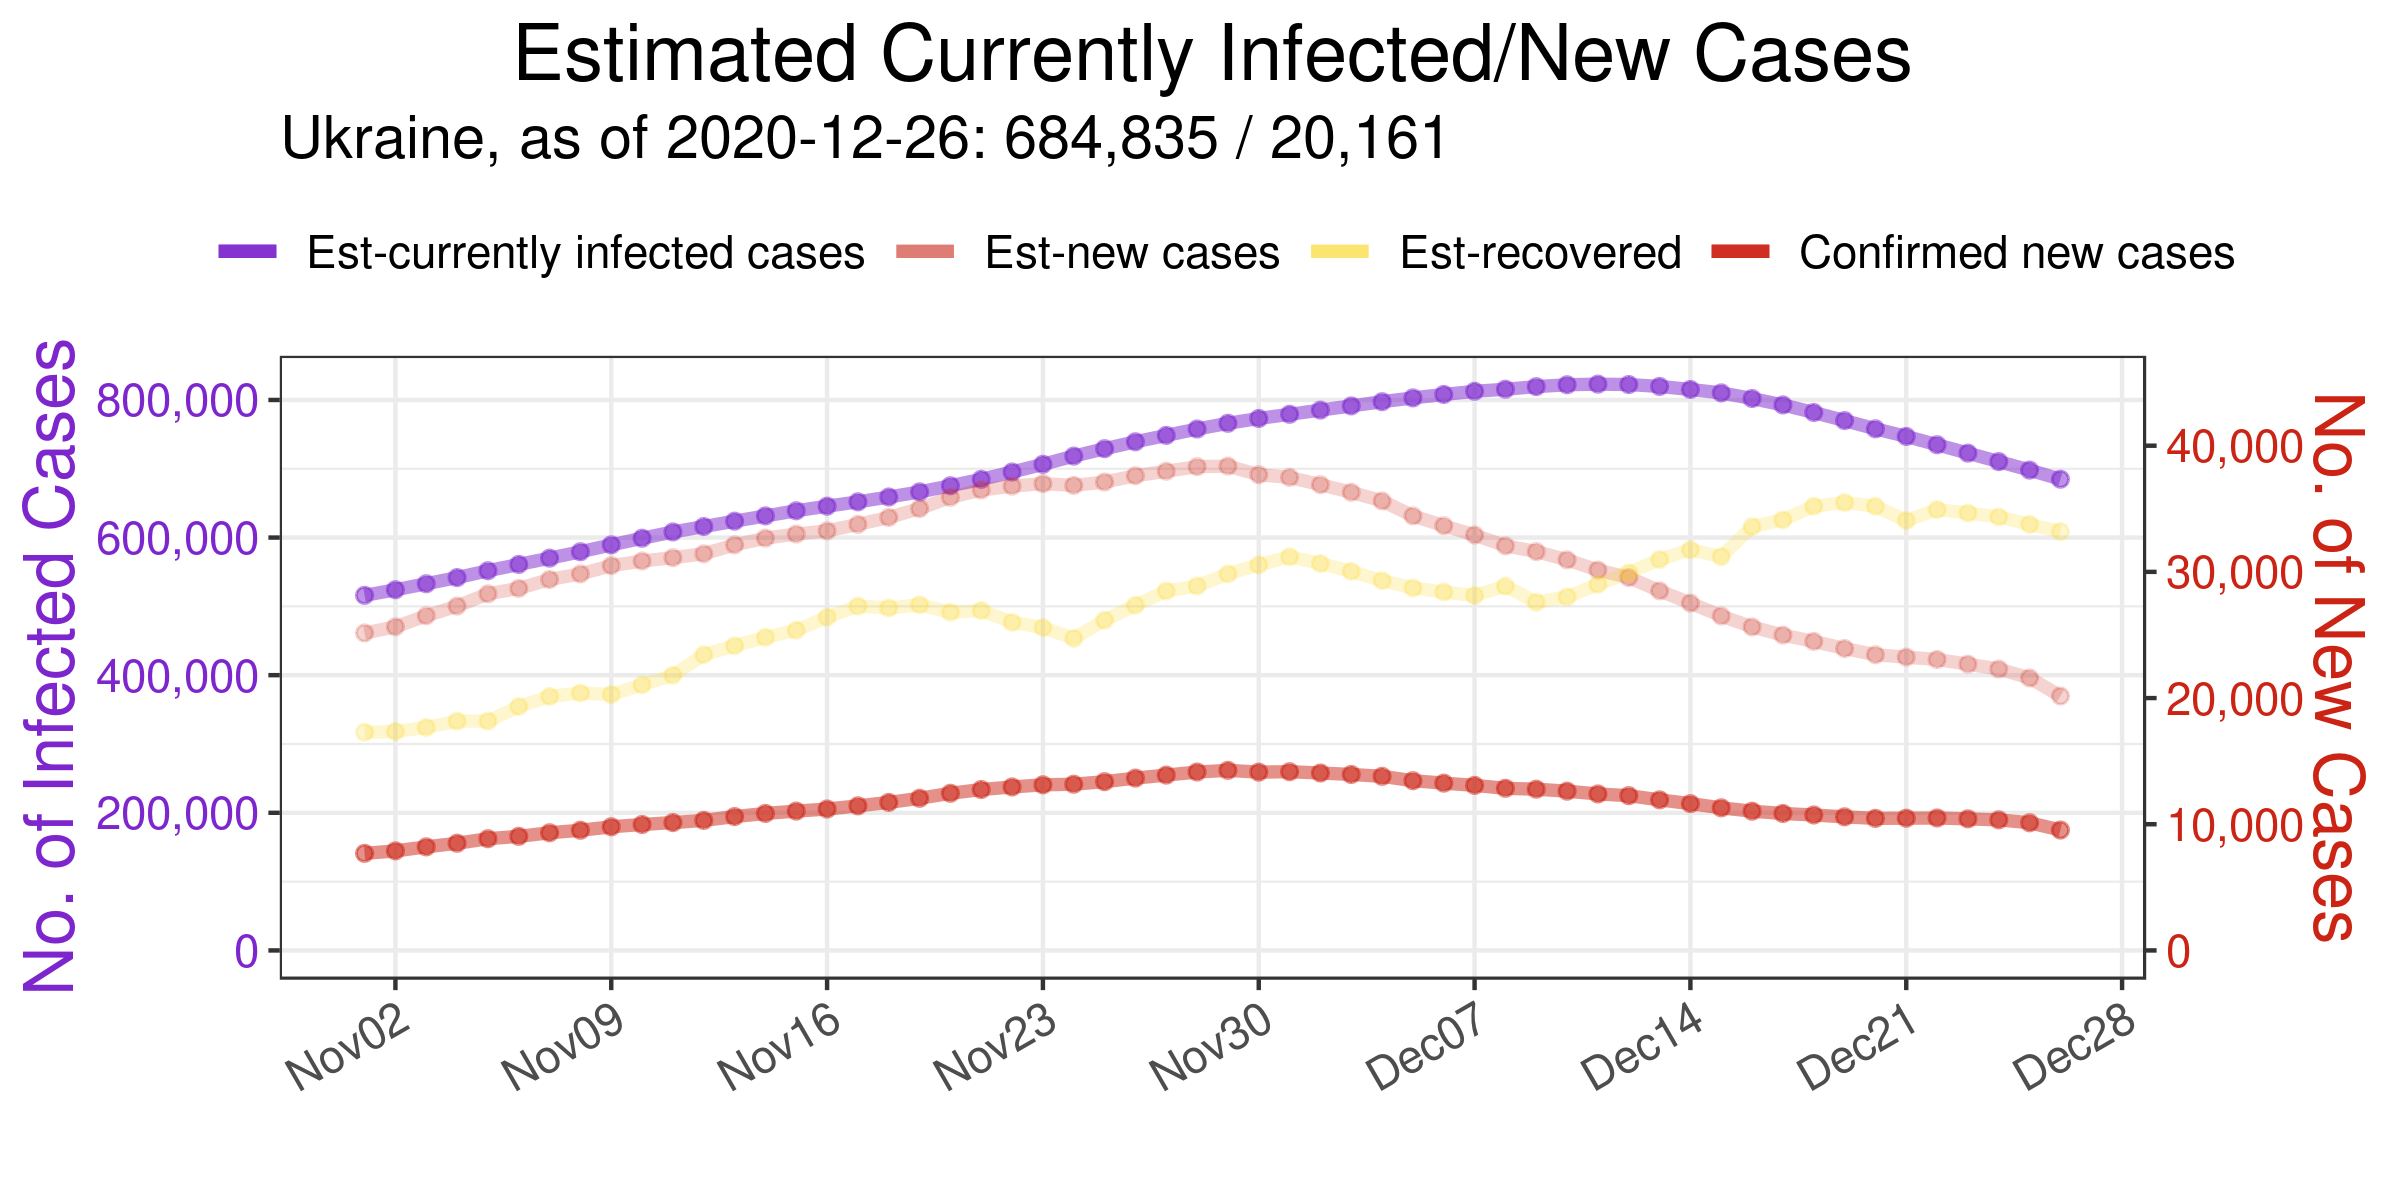 Estimated Currently Infected/New Cases
Ukraine, as of 2020-12-26: 684,835 / 20,161
Est-currently infected cases Est-new cases Est-recovered Confirmed new cases
No. of Infected Cases
800,000
600,000
400,000
200,000
0
40,000
30,000
20,000
10,000
0
No. of New Cases
Nov02 Nov09 Nov16 Nov23 Nov30 Dec07 Dec14 Dec21 Dec28